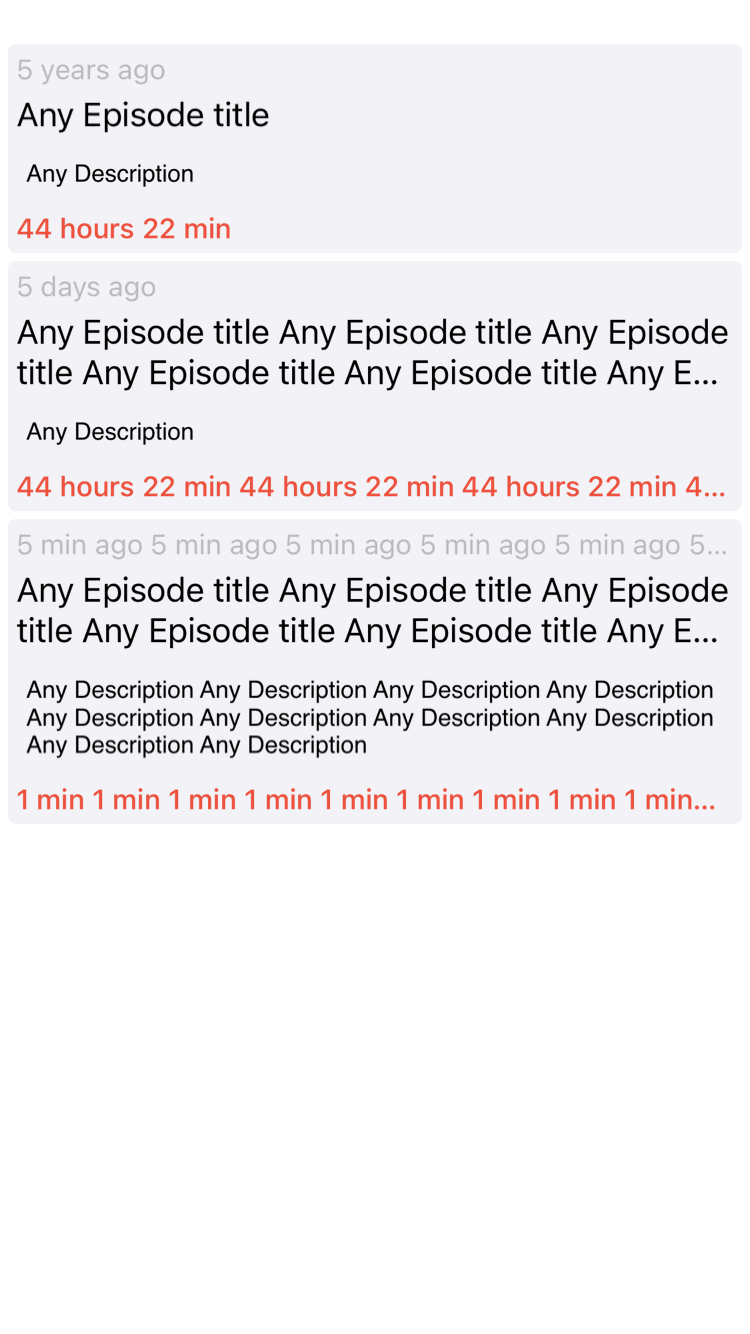 5 years ago
Any Episode title
Any Description
44 hours 22 min
5 days ago
Any Episode title Any Episode title Any Episode
title Any Episode title Any Episode title Any E...
Any Description
44 hours 22 min 44 hours 22 min 44 hours 22 min 4...
5 min ago 5 min ago 5 min ago 5 min ago 5 min ago 5...
Any Episode title Any Episode title Any Episode
title Any Episode title Any Episode title Any E...
Any Description Any Description Any Description Any Description
Any Description Any Description Any Description Any Description
Any Description Any Description
1 min 1 min 1 min 1 min 1 min 1 min 1 min 1 min 1 min...